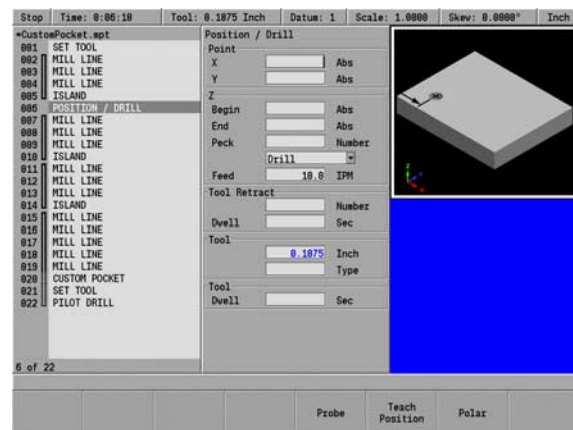 Stop Time: 0:06:18 Tool: 0.1875 Inch Datum: 1 Scale: 1.0000 Skew: 0.0000° Inch
*CustomPocket.mpt
001 SET TOOL
002 MILL LINE
003 MILL LINE
004 MILL LINE
005 ISLAND
006 POSITION / DRILL
007 MILL LINE
008 MILL LINE
009 MILL LINE
010 ISLAND
011 MILL LINE
012 MILL LINE
013 MILL LINE
014 ISLAND
015 MILL LINE
016 MILL LINE
017 MILL LINE
018 MILL LINE
019 MILL LINE
020 CUSTOM POCKET
021 SET TOOL
022 PILOT DRILL
6 of 22
Position / Drill
Point
X Abs
Y Abs
Z
Begin Abs
End Abs
Peck Number
Drill
Feed 10.0 IPM
Tool Retract
Number
Dwell Sec
Tool
0.1875 Inch
Type
Tool
Dwell Sec
Probe
Teach Position
Polar